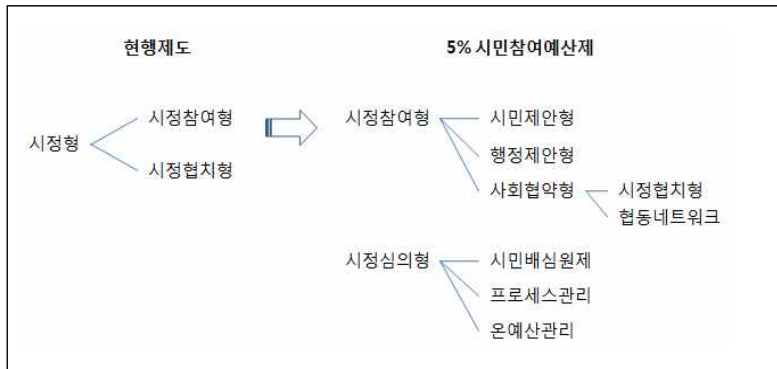 현행제도
5% 시민참여예산제
시정형
시정참여형
시정협치형
시정참여형
시민제안형
행정제안형
사회협약형
시정협치형
협동네트워크
시정심의형
시민배심원제
프로세스관리
온예산관리